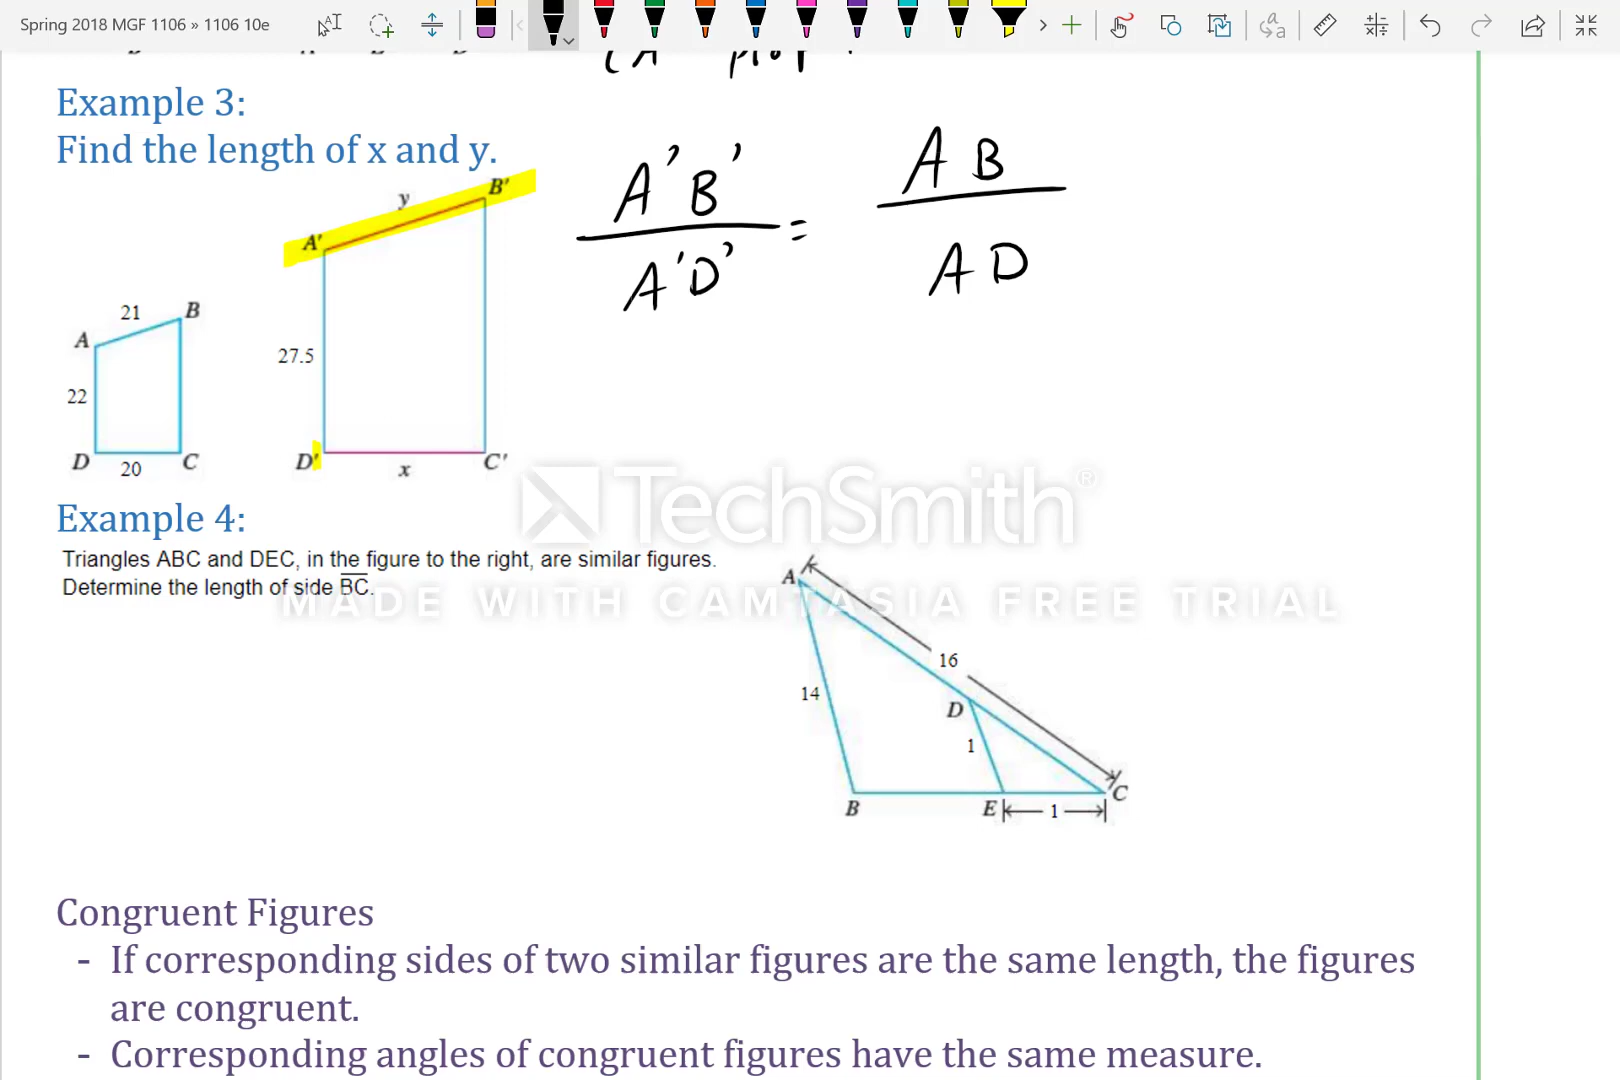 Spring 2018 MGF 1106 » 1106 10e
Example 3:
Find the length of x and y.
A'B'
A'D'
=
AB
AD
y
B'
A'
21
B
A
27.5
22
D
20
C
D'
x
C'
TechSmith®
MADE WITH CAMTASIA FREE TRIAL
Example 4:
Triangles ABC and DEC, in the figure to the right, are similar figures.
Determine the length of side BC.
A
16
14
D
1
B
E
1
C
Congruent Figures
- If corresponding sides of two similar figures are the same length, the figures
are congruent.
- Corresponding angles of congruent figures have the same measure.